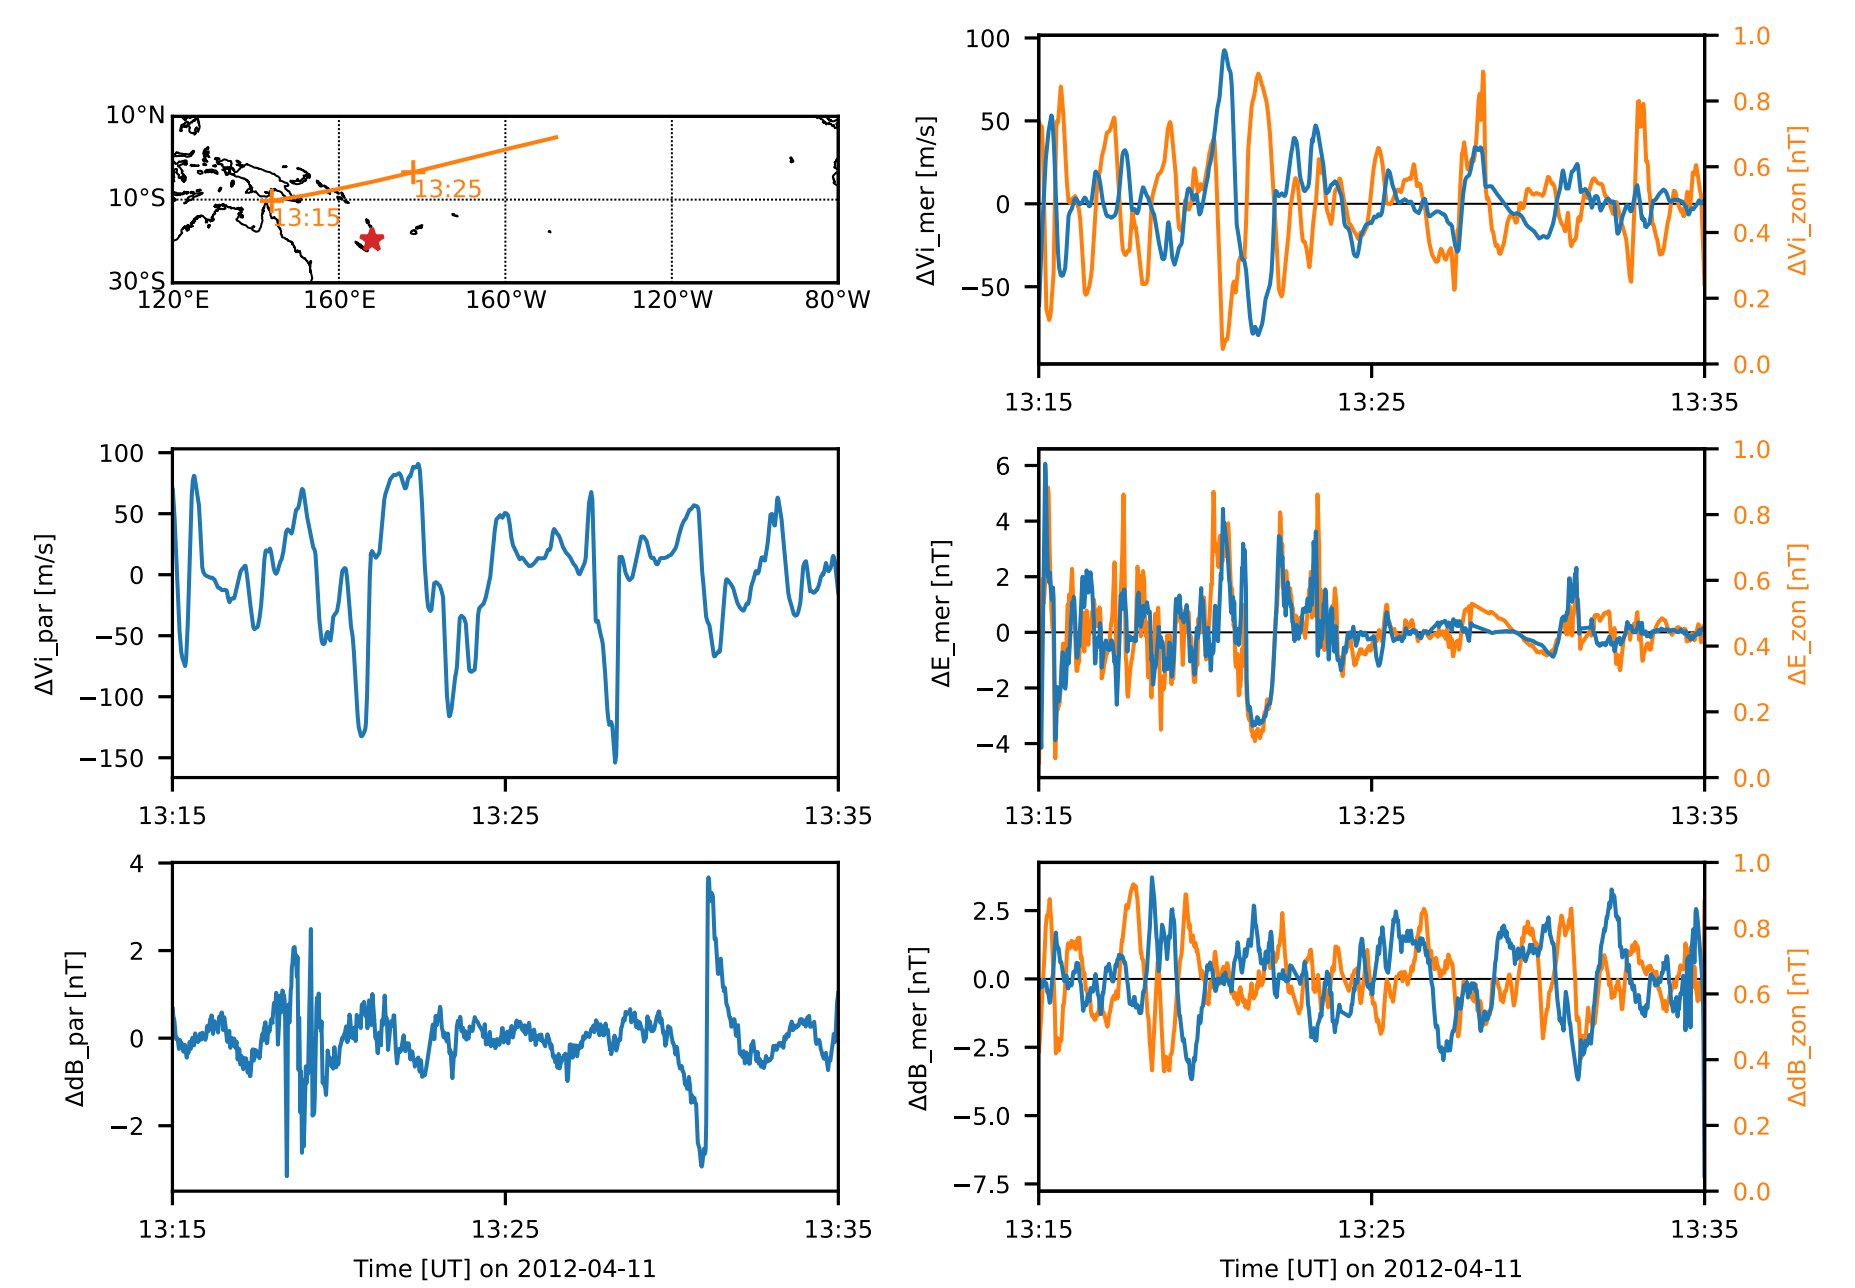 10°N
10°S
30°S
120°E 160°E 160°W 120°W 80°W
13:15
13:25
ΔVi_mer [m/s]
100
50
0
−50
1.0
0.8
0.6
0.4
0.2
0.0
ΔVi_zon [nT]
13:15 13:25 13:35
ΔVi_par [m/s]
100
50
0
−50
−100
−150
13:15 13:25 13:35
ΔE_mer [nT]
6
4
2
0
−2
−4
1.0
0.8
0.6
0.4
0.2
0.0
ΔE_zon [nT]
13:15 13:25 13:35
ΔdB_par [nT]
4
2
0
−2
13:15 13:25 13:35
Time [UT] on 2012-04-11
ΔdB_mer [nT]
2.5
0.0
−2.5
−5.0
−7.5
1.0
0.8
0.6
0.4
0.2
0.0
ΔdB_zon [nT]
13:15 13:25 13:35
Time [UT] on 2012-04-11